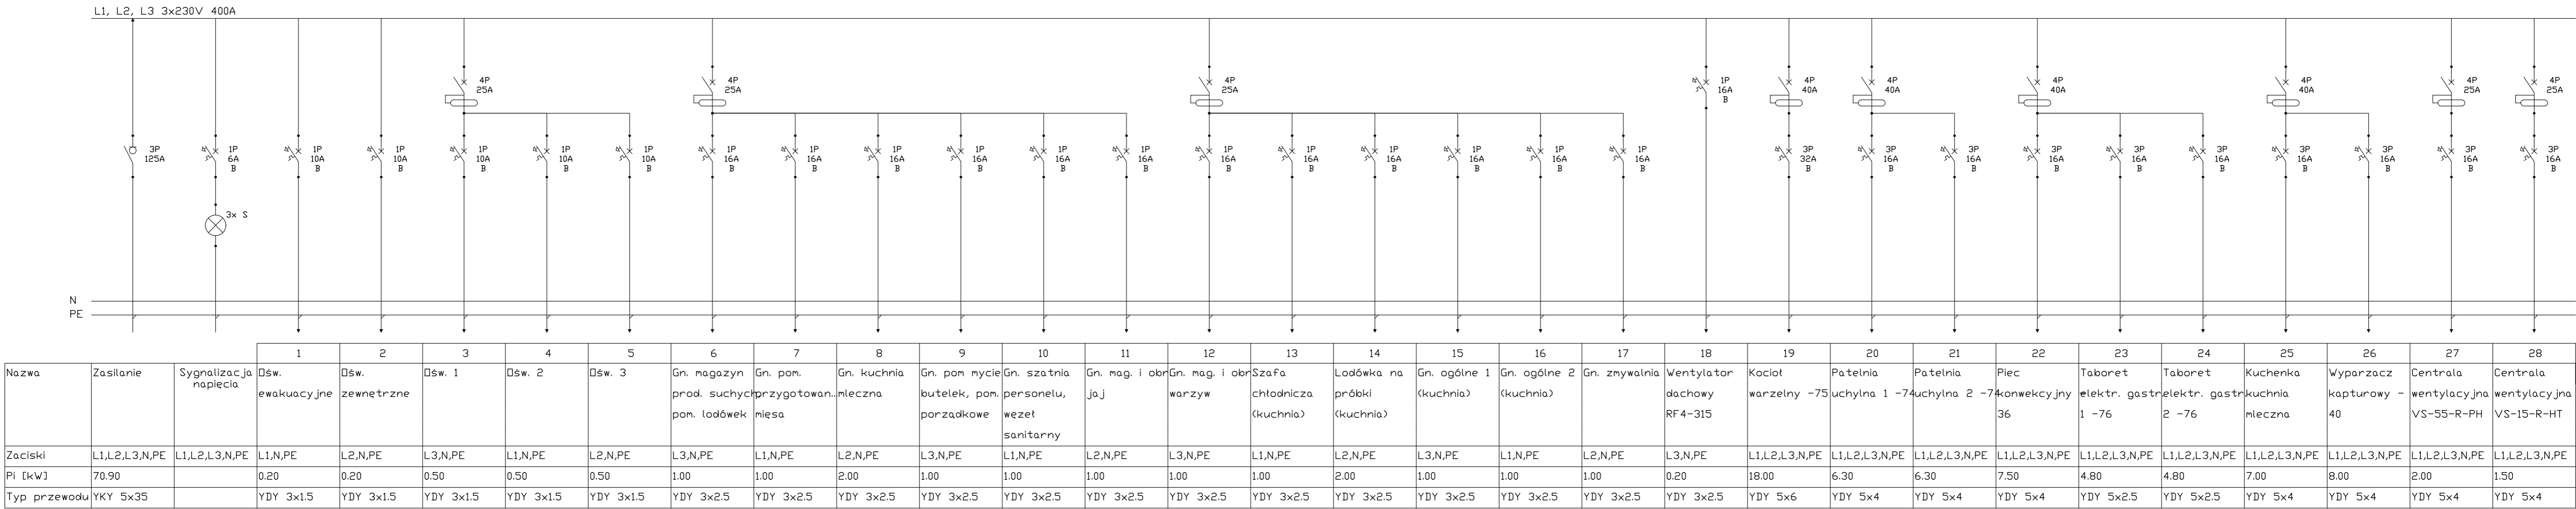 L1, L2, L3 3x230V 400A
4P 25A
4P 25A
4P 25A
1P 16A B
4P 40A
4P 40A
4P 40A
4P 40A
4P 25A
4P 25A
3P 125A
1P 6A B
1P 10A B
1P 10A B
1P 10A B
1P 10A B
1P 10A B
1P 16A B
1P 16A B
1P 16A B
1P 16A B
1P 16A B
1P 16A B
1P 16A B
1P 16A B
1P 16A B
1P 16A B
1P 16A B
1P 16A B
3P 32A B
3P 16A B
3P 16A B
3P 16A B
3P 16A B
3P 16A B
3P 16A B
3P 16A B
3P 16A B
3P 16A B
3x S
N
PE
1 2 3 4 5 6 7 8 9 10 11 12 13 14 15 16 17 18 19 20 21 22 23 24 25 26 27 28
Nazwa
Zasilanie
Sygnalizacja
napięcia
św.
ewakuacyjne
św.
zewnętrzne
św. 1
św. 2
św. 3
Gn. magazyn
prod. suchych,
pom. lodówek
Gn. pom.
przygotowan...
mięsa
Gn. kuchnia
mleczna
Gn. pom mycie
butelek, pom.
porządkowe
Gn. szatnia
personelu,
węzeł
sanitarny
Gn. mag. i obr
jaj
Gn. mag. i obr
warzyw
Szafa
chłodnicza
(kuchnia)
Lodówka na
próbki
(kuchnia)
Gn. ogólne 1
(kuchnia)
Gn. ogólne 2
(kuchnia)
Gn. zmywalnia
Wentylator
dachowy
RF4-315
Kocioł
warzelny -75
Patelnia
uchylna 1 -74
Patelnia
uchylna 2 -74
Piec
konwekcyjny
36
Taboret
elektr. gastr
1 -76
Taboret
elektr. gastr
2 -76
Kuchenka
kuchnia
mleczna
Wyparzacz
kapturowy -
40
Centrala
wentylacyjna
VS-55-R-PH
Centrala
wentylacyjna
VS-15-R-HT
Zaciski L1,L2,L3,N,PE L1,L2,L3,N,PE L1,N,PE L2,N,PE L3,N,PE L1,N,PE L2,N,PE L3,N,PE L1,N,PE L2,N,PE L3,N,PE L1,N,PE L2,N,PE L3,N,PE L1,N,PE L2,N,PE L3,N,PE L1,N,PE L2,N,PE L3,N,PE L1,L2,L3,N,PE L1,L2,L3,N,PE L1,L2,L3,N,PE L1,L2,L3,N,PE L1,L2,L3,N,PE L1,L2,L3,N,PE L1,L2,L3,N,PE L1,L2,L3,N,PE L1,L2,L3,N,PE L1,L2,L3,N,PE
Pi [kW] 70.90 0.20 0.20 0.50 0.50 0.50 1.00 1.00 2.00 1.00 1.00 1.00 1.00 1.00 2.00 1.00 1.00 1.00 0.20 18.00 6.30 6.30 7.50 4.80 4.80 7.00 8.00 2.00 1.50
Typ przewodu YKY 5x35 YDY 3x1.5 YDY 3x1.5 YDY 3x1.5 YDY 3x1.5 YDY 3x1.5 YDY 3x2.5 YDY 3x2.5 YDY 3x2.5 YDY 3x2.5 YDY 3x2.5 YDY 3x2.5 YDY 3x2.5 YDY 3x2.5 YDY 3x2.5 YDY 3x2.5 YDY 3x2.5 YDY 3x2.5 YDY 3x2.5 YDY 5x6 YDY 5x4 YDY 5x4 YDY 5x4 YDY 5x2.5 YDY 5x2.5 YDY 5x4 YDY 5x4 YDY 5x4 YDY 5x4